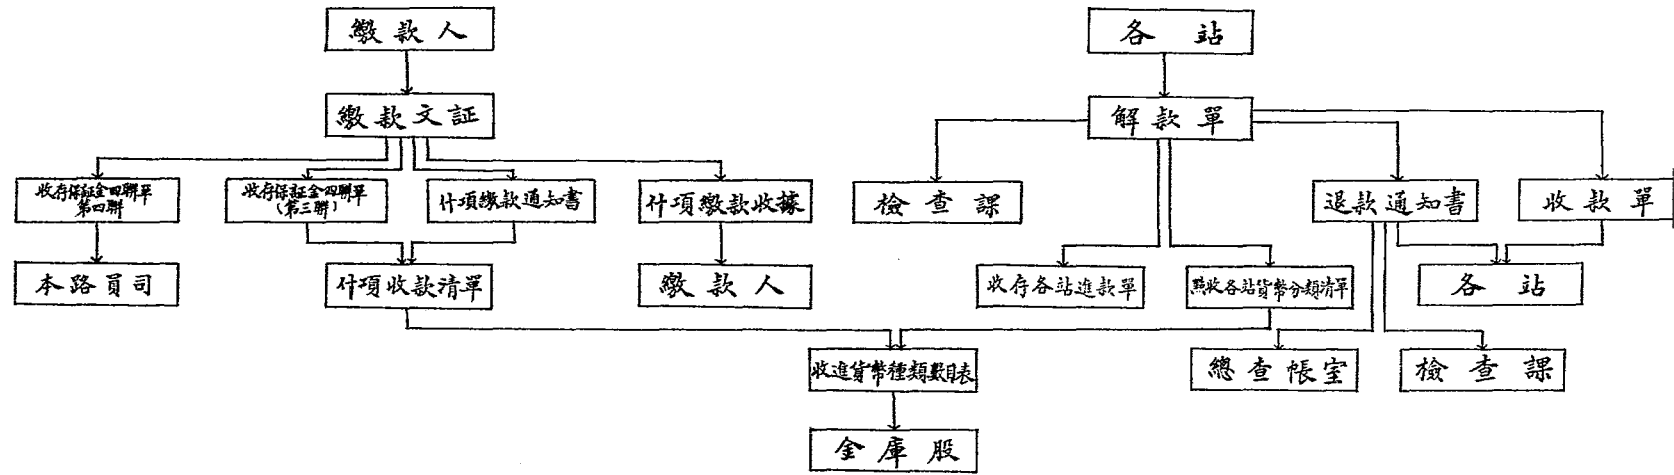 繳款人
各站
繳款文証
解款單
收存保証金四聯單
第四聯
收存保証金四聯單
(第三聯)
什項繳款通知書
什項繳款收據
檢查課
退款通知書
收款單
本路員司
什項收款清單
繳款人
收存各站進款單
點收各站貨幣分類清單
各站
收進貨幣種類數目表
總查帳室
檢查課
金庫股